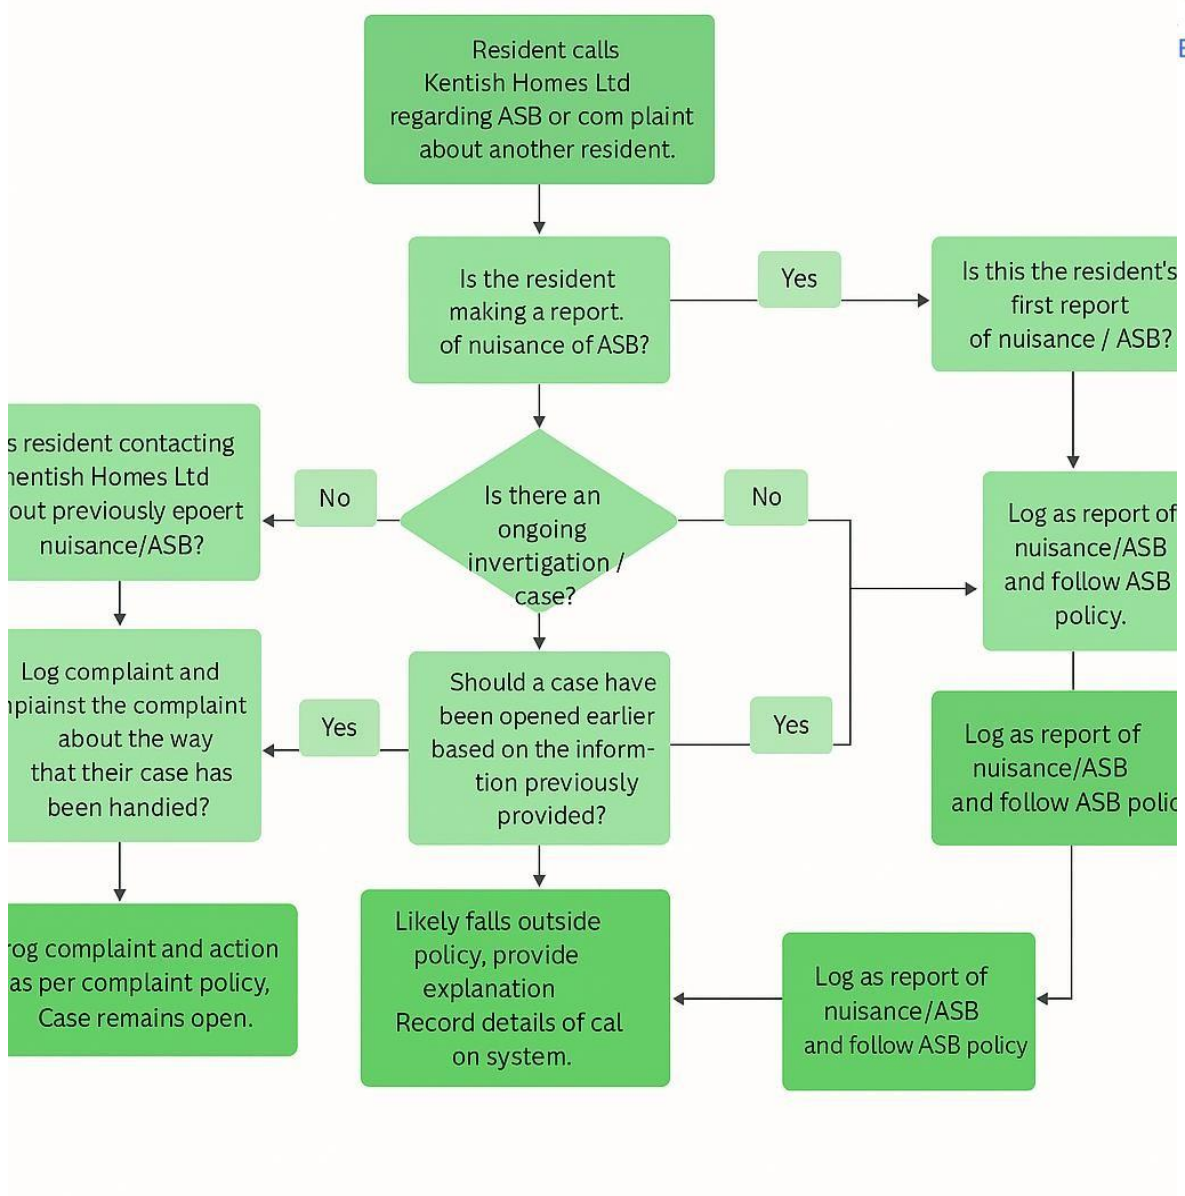 Resident calls
Kentish Homes Ltd
regarding ASB or com plaint
about another resident.
E
Is the resident
making a report.
of nuisance of ASB?
Yes
Is this the resident's
first report
of nuisance / ASB?
s resident contacting
nentish Homes Ltd
out previously epoert
nuisance/ASB?
No
Is there an
ongoing
invertigation /
case?
No
Log as report of
nuisance/ASB
and follow ASB
policy.
Log complaint and
npiainst the complaint
about the way
that their case has
been handied?
Yes
Should a case have
been opened earlier
based on the inform-
tion previously
provided?
Yes
Log as report of
nuisance/ASB
and follow ASB polic
rog complaint and action
as per complaint policy,
Case remains open.
Likely falls outside
policy, provide
explanation
Record details of cal
on system.
Log as report of
nuisance/ASB
and follow ASB policy